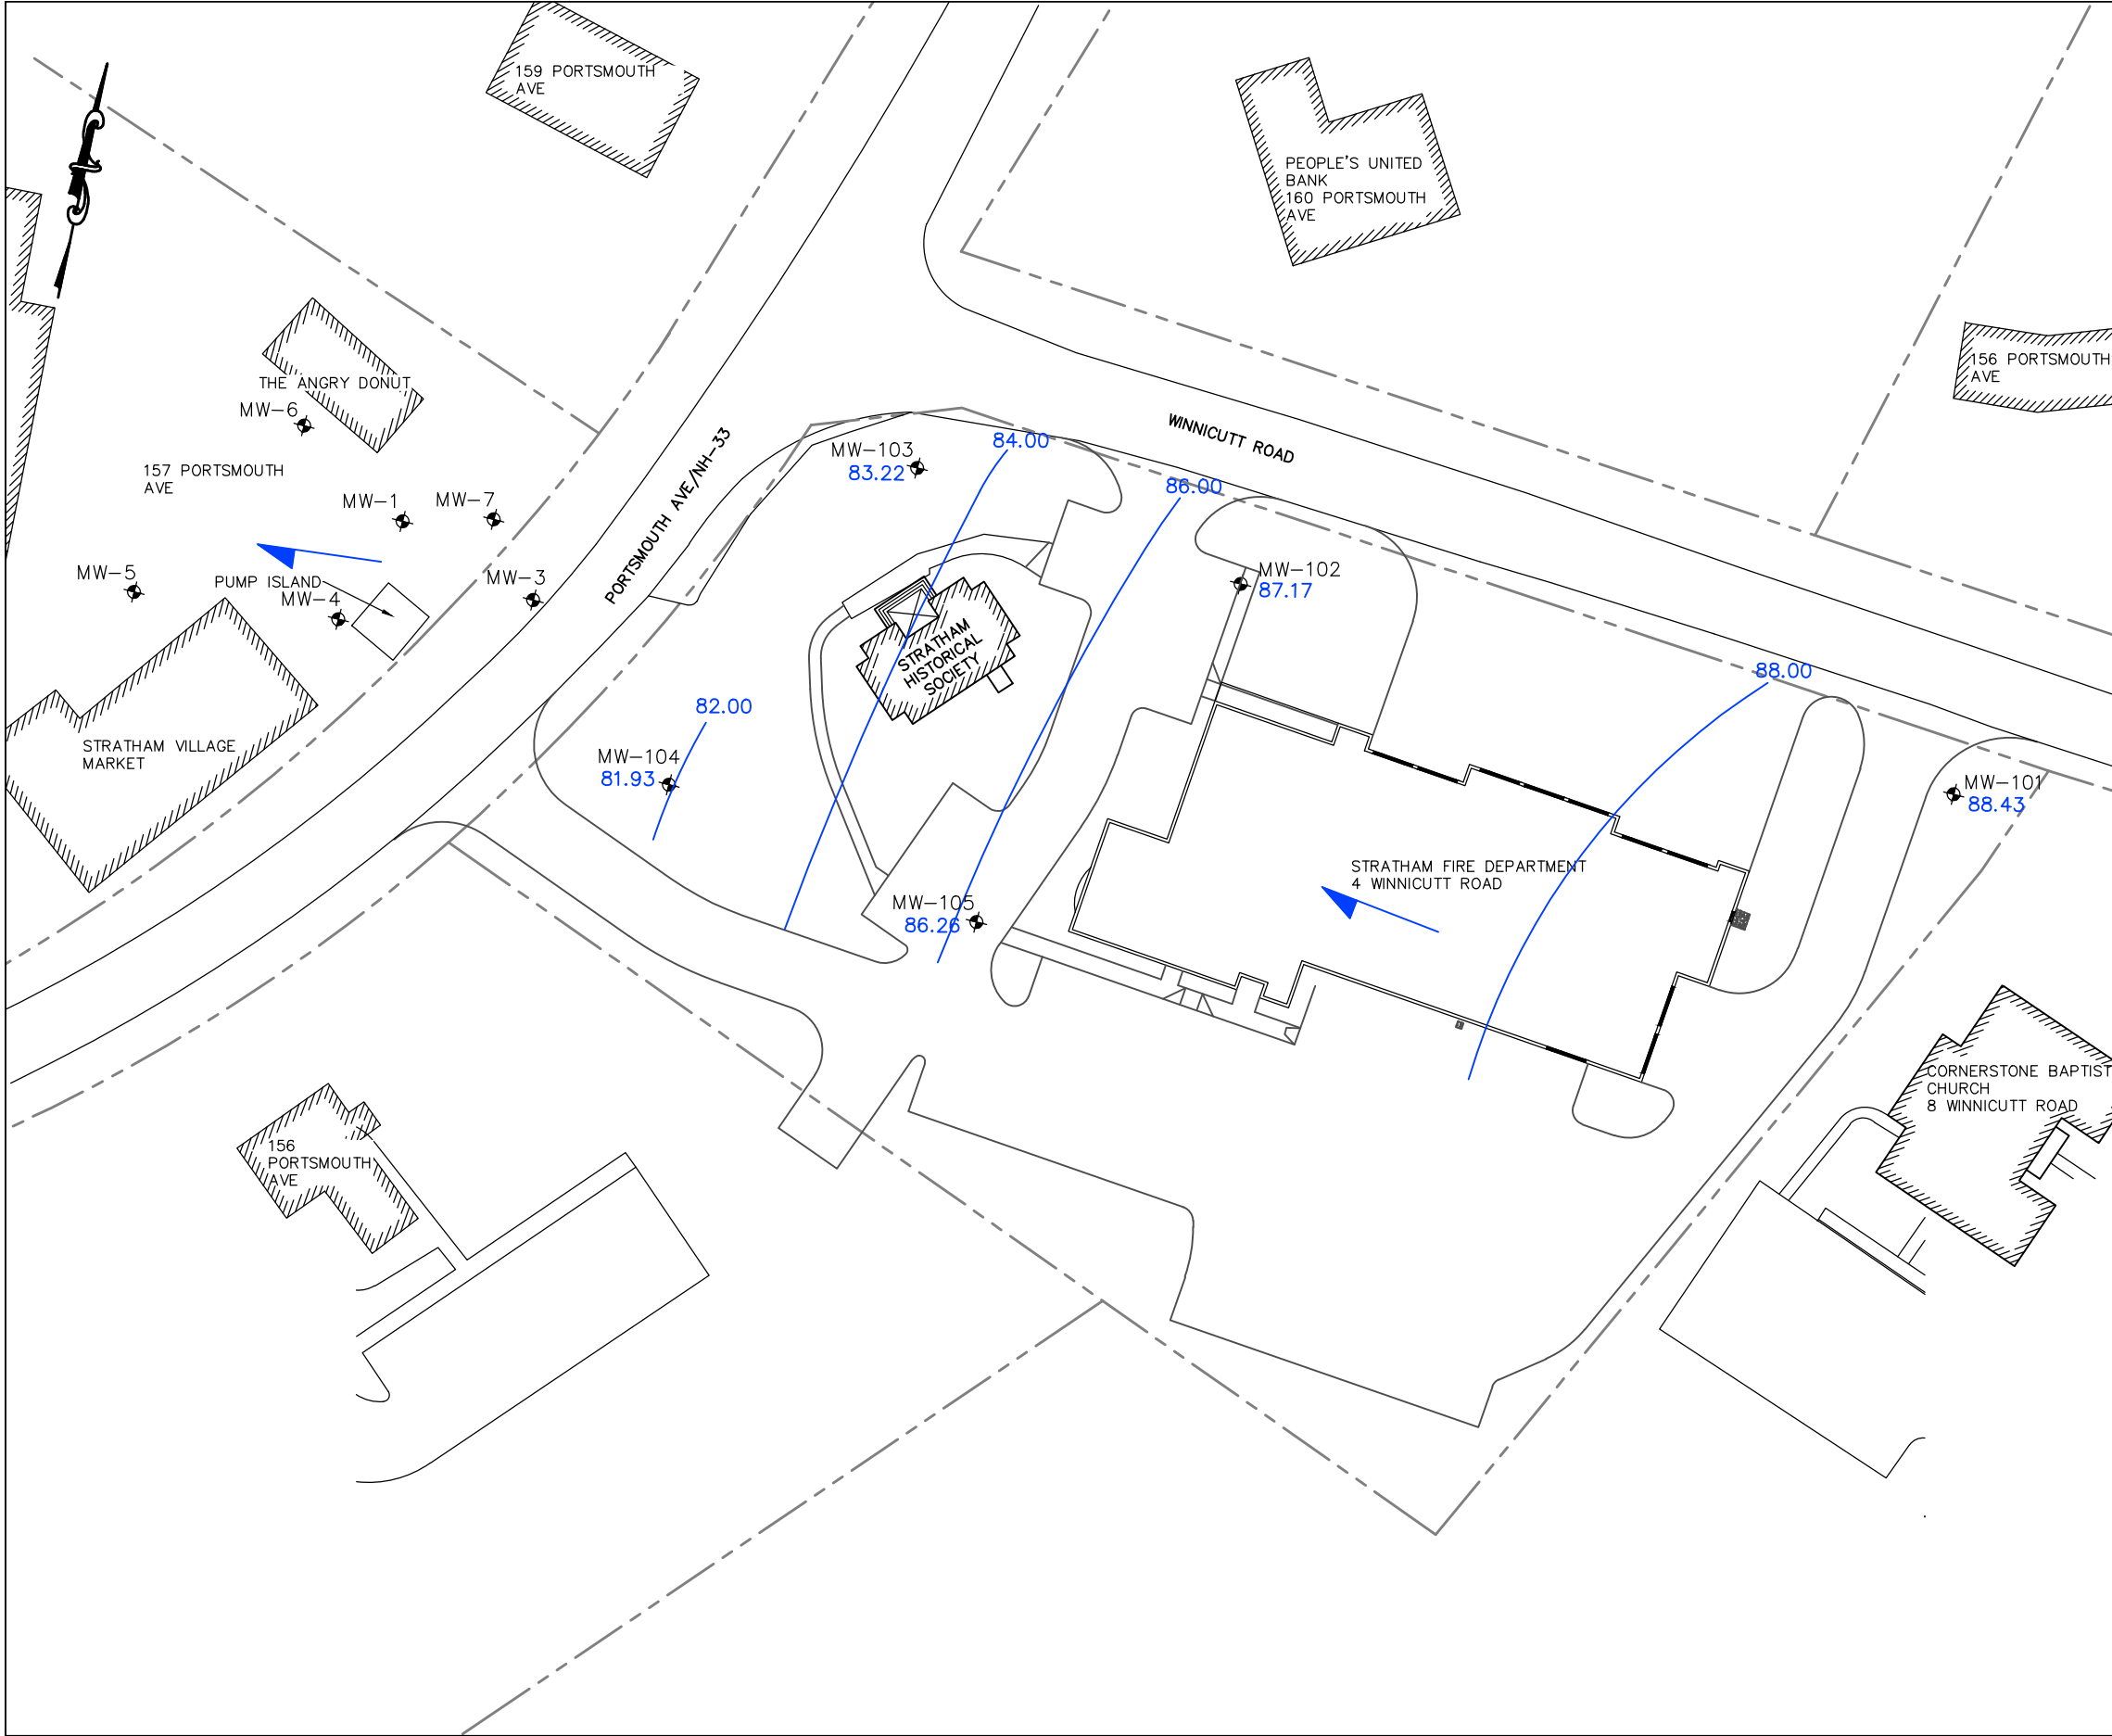 159 PORTSMOUTH
AVE
PEOPLE'S UNITED
BANK
160 PORTSMOUTH
AVE
156 PORTSMOUTH
AVE
THE ANGRY DONUT
MW-6
157 PORTSMOUTH
AVE
MW-1
MW-7
MW-5
PUMP ISLAND
MW-4
MW-3
PORTSMOUTH AVE/NH-33
WINNICUTT ROAD
MW-103
83.22
84.00
86.00
MW-102
87.17
STRATHAM
HISTORICAL
SOCIETY
88.00
82.00
MW-104
81.93
STRATHAM VILLAGE
MARKET
MW-101
88.43
STRATHAM FIRE DEPARTMENT
4 WINNICUTT ROAD
MW-105
86.26
CORNERSTONE BAPTIST
CHURCH
8 WINNICUTT ROAD
156
PORTSMOUTH
AVE